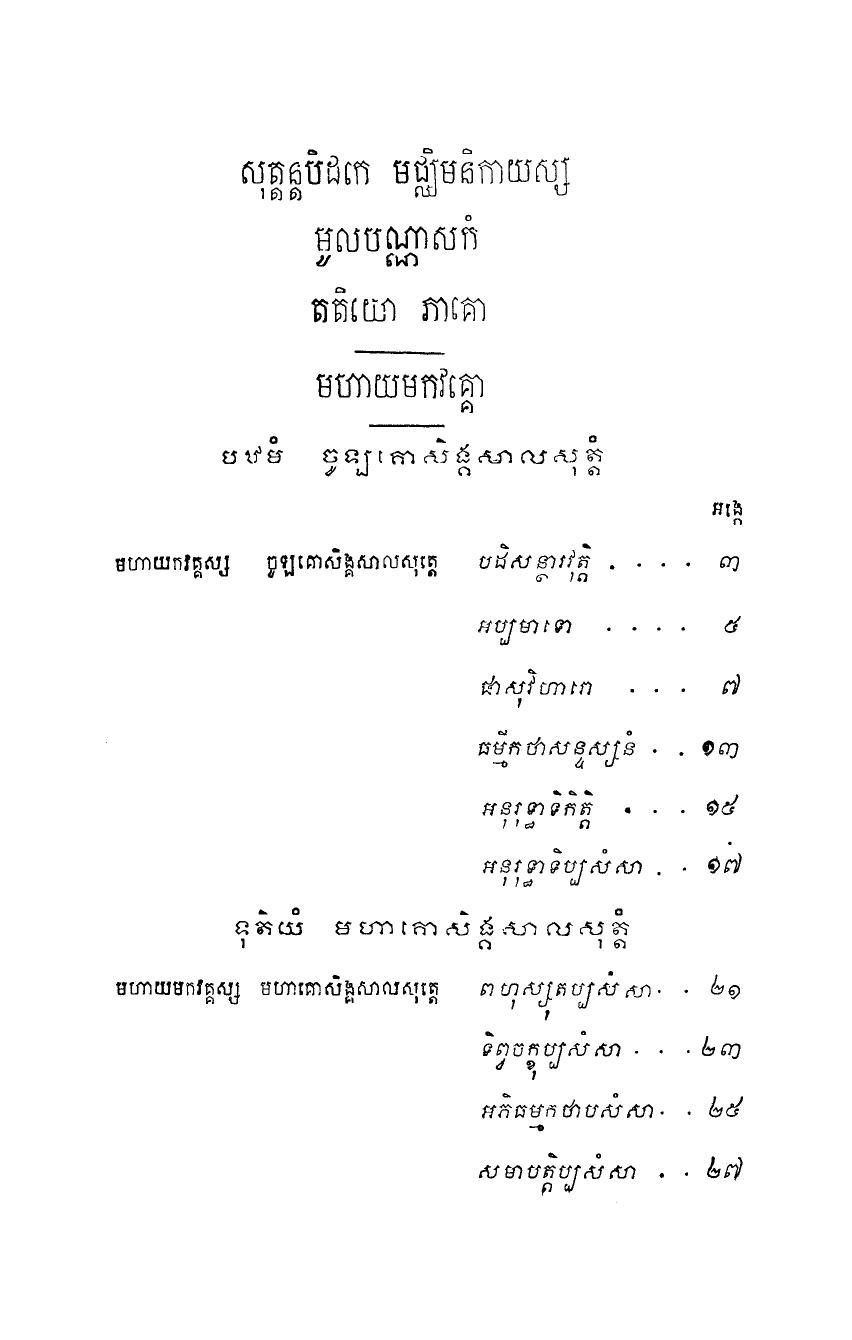 សុត្តន្តបិដកេ មជ្ឈិមនិកាយស្ស
មូលបណ្ណាសកំ
តតិយោ ភាគោ
មហាយមកវគ្គោ
បឋមំ ចូឡគោសិង្គសាលសុត្តំ
អង្កេ
មហាយកវគ្គស្ស ចូឡគោសិង្គសាលសុត្តេ បដិសន្ថារវុត្តិ . . . . ៣
អប្បមាទោ . . . . ៥
ផាសុវិហារោ . . . ៧
ធម្មីកថាសន្ទស្សនំ . . ១៣
អនុរុទ្ធាទិកិត្តិ . . . ១៥
អនុរុទ្ធាទិប្បសំសា . . ១៧
ទុតិយំ មហាគោសិង្គសាលសុត្តំ
មហាយមកវគ្គស្ស មហាគោសិង្គសាលសុត្តេ ពហុស្សុតប្បសំសា . . ២១
ទិព្វចក្ខុប្បសំសា . . . ២៣
អភិធម្មកថាបសំសា . . ២៥
សមាបត្តិប្បសំសា . . ២៧